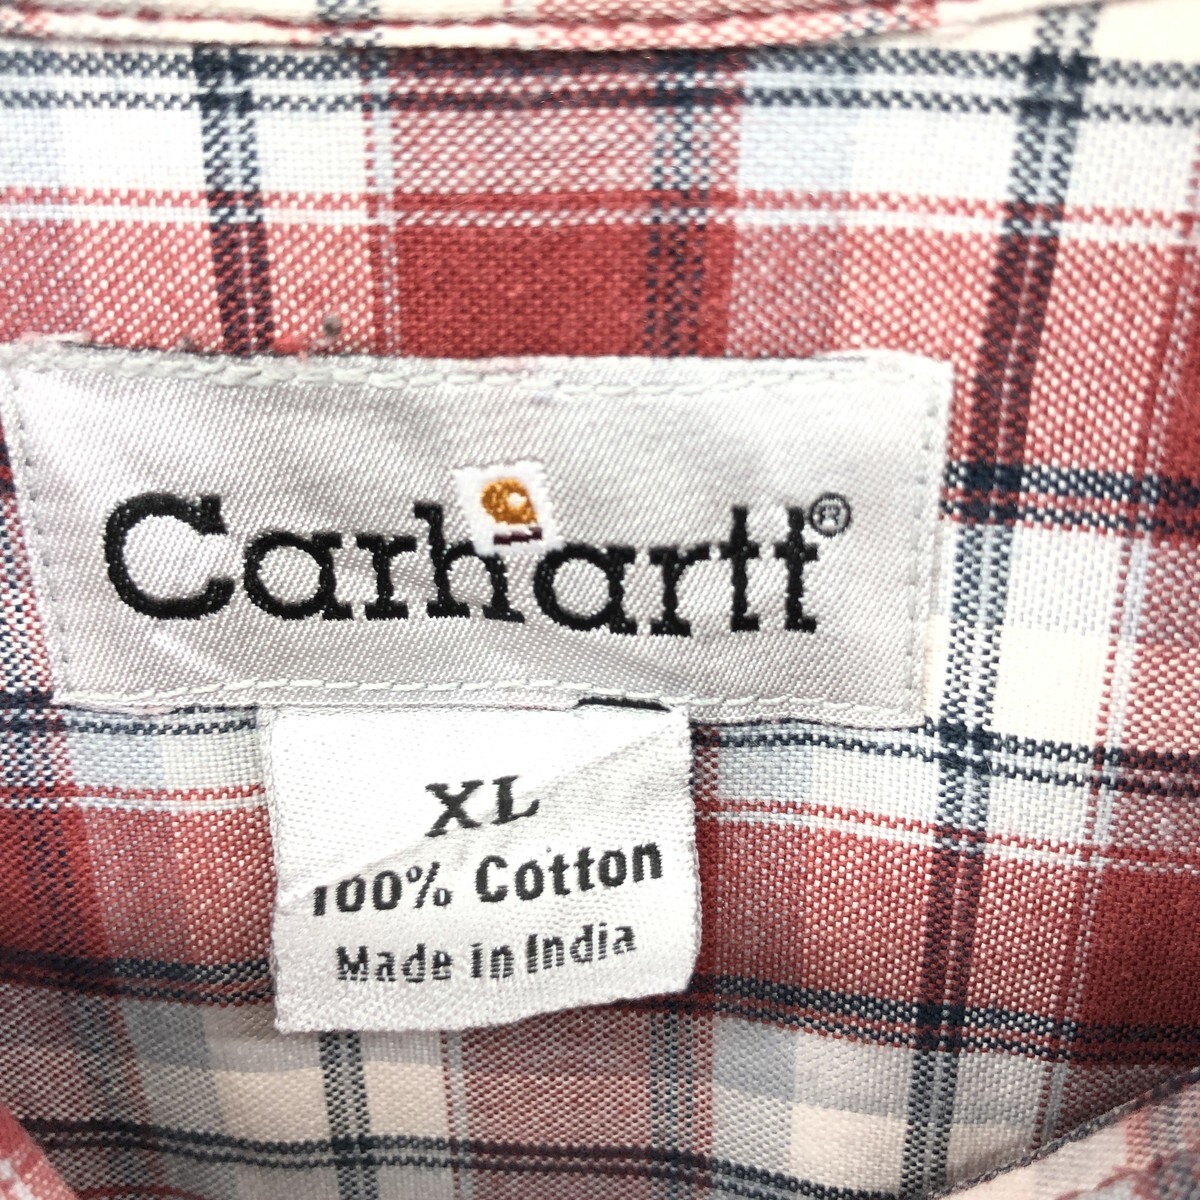 Carhartt®
XL
100% Cotton
Made in India